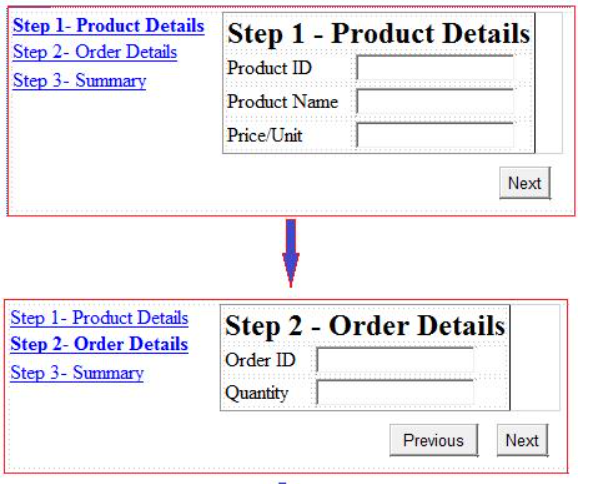 Step 1- Product Details
Step 2- Order Details
Step 3- Summary
Step 1 - Product Details
Product ID
Product Name
Price/Unit
Next
Step 1- Product Details
Step 2- Order Details
Step 3- Summary
Step 2 - Order Details
Order ID
Quantity
Previous Next